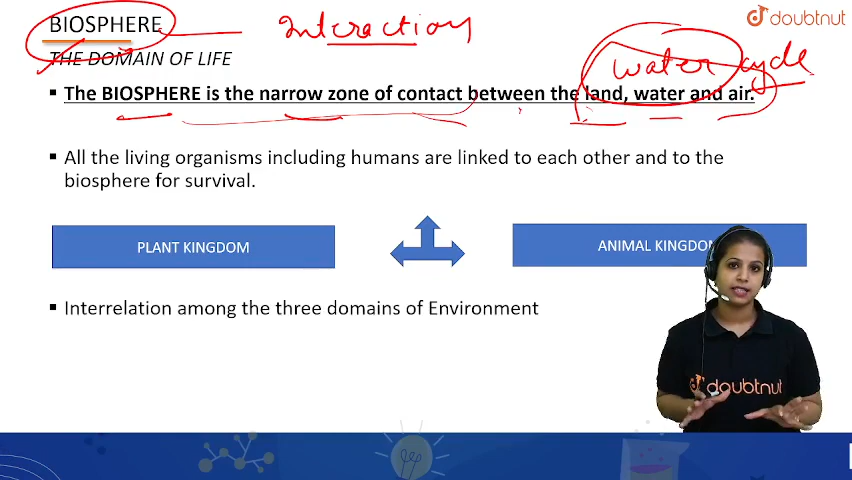 BIOSPHERE
Interaction
doubtnut
THE DOMAIN OF LIFE
water cycle
▪ The BIOSPHERE is the narrow zone of contact between the land, water and air.
▪ All the living organisms including humans are linked to each other and to the
biosphere for survival.
PLANT KINGDOM
ANIMAL KINGDOM
▪ Interrelation among the three domains of Environment
doubtnut